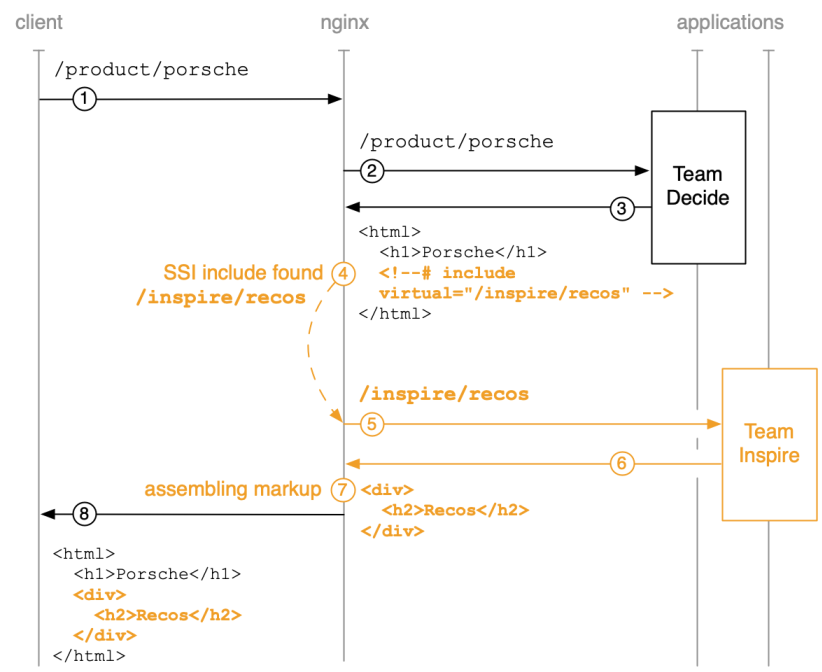 client
nginx
applications
/product/porsche
1
/product/porsche
2
Team
Decide
3
<html>
<h1>Porsche</h1>
<!--# include
virtual="/inspire/recos" -->
</html>
SSI include found
4
/inspire/recos
/inspire/recos
5
Team
Inspire
6
assembling markup
7
<div>
<h2>Recos</h2>
</div>
8
<html>
<h1>Porsche</h1>
<div>
<h2>Recos</h2>
</div>
</html>